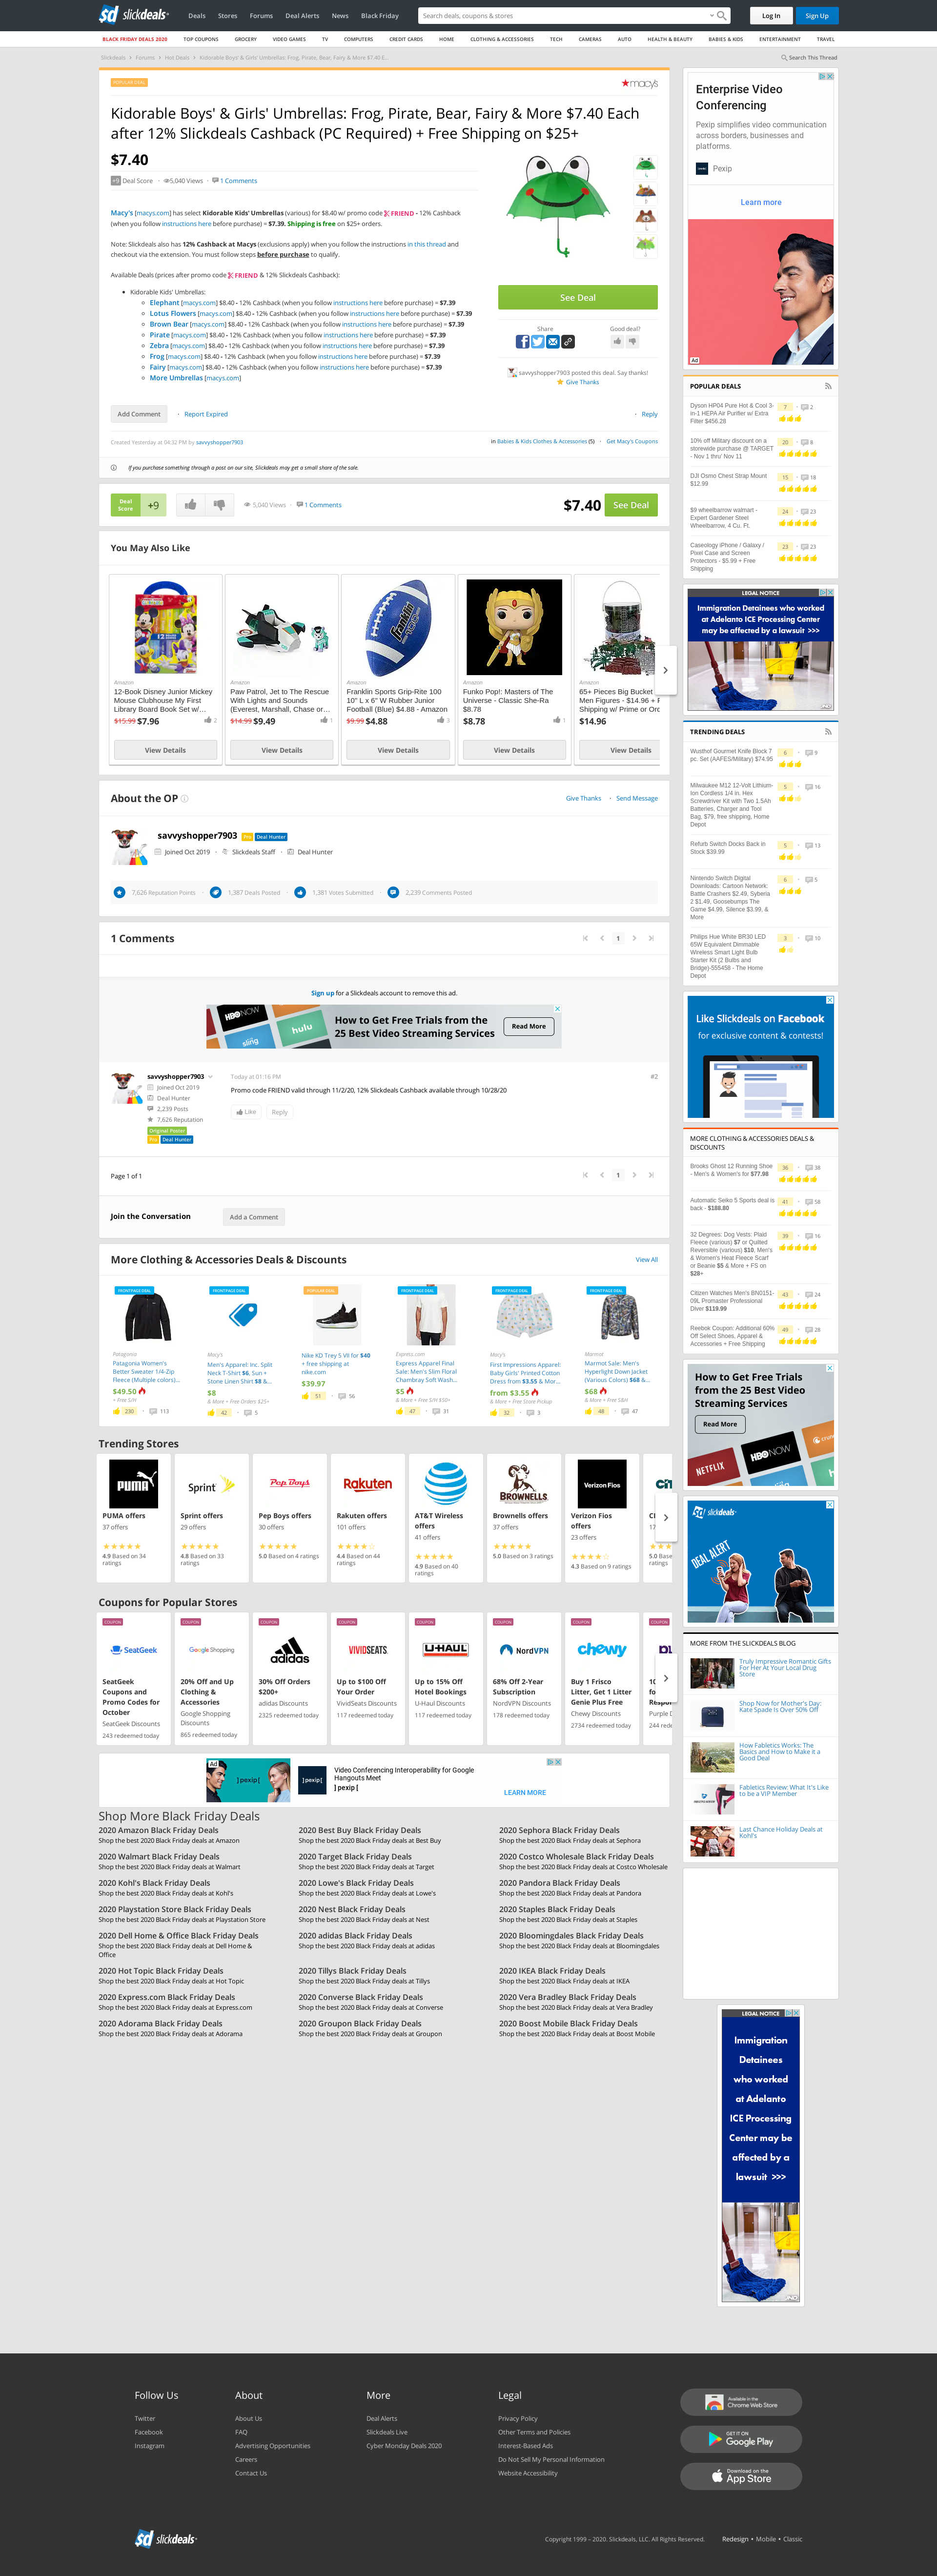 slickdeals
Deals
Stores
Forums
Deal Alerts
News
Black Friday
Search deals, coupons & stores
Log In
Sign Up
BLACK FRIDAY DEALS 2020
TOP COUPONS
GROCERY
VIDEO GAMES
TV
COMPUTERS
CREDIT CARDS
HOME
CLOTHING & ACCESSORIES
TECH
CAMERAS
AUTO
HEALTH & BEAUTY
BABIES & KIDS
ENTERTAINMENT
TRAVEL
Slickdeals > Forums > Hot Deals > Kidorable Boys' & Girls' Umbrellas: Frog, Pirate, Bear, Fairy & More $7.40 E...
Search This Thread
POPULAR DEAL
macys
Kidorable Boys' & Girls' Umbrellas: Frog, Pirate, Bear, Fairy & More $7.40 Each
after 12% Slickdeals Cashback (PC Required) + Free Shipping on $25+
$7.40
+9 Deal Score
5,040 Views
1 Comments
Macy's [macys.com] has select Kidorable Kids' Umbrellas (various) for $8.40 w/ promo code FRIEND - 12% Cashback
(when you follow instructions here before purchase) = $7.39. Shipping is free on $25+ orders.
Note: Slickdeals also has 12% Cashback at Macys (exclusions apply) when you follow the instructions in this thread and
checkout via the extension. You must follow steps before purchase to qualify.
Available Deals (prices after promo code FRIEND & 12% Slickdeals Cashback):
Kidorable Kids' Umbrellas:
Elephant [macys.com] $8.40 - 12% Cashback (when you follow instructions here before purchase) = $7.39
Lotus Flowers [macys.com] $8.40 - 12% Cashback (when you follow instructions here before purchase) = $7.39
Brown Bear [macys.com] $8.40 - 12% Cashback (when you follow instructions here before purchase) = $7.39
Pirate [macys.com] $8.40 - 12% Cashback (when you follow instructions here before purchase) = $7.39
Zebra [macys.com] $8.40 - 12% Cashback (when you follow instructions here before purchase) = $7.39
Frog [macys.com] $8.40 - 12% Cashback (when you follow instructions here before purchase) = $7.39
Fairy [macys.com] $8.40 - 12% Cashback (when you follow instructions here before purchase) = $7.39
More Umbrellas [macys.com]
See Deal
Share
Good deal?
savvyshopper7903 posted this deal. Say thanks!
Give Thanks
Add Comment
Report Expired
Reply
Created Yesterday at 04:32 PM by savvyshopper7903
in Babies & Kids Clothes & Accessories (5)
Get Macy's Coupons
If you purchase something through a post on our site, Slickdeals may get a small share of the sale.
Deal
Score
+9
5,040 Views
1 Comments
$7.40
See Deal
You May Also Like
Amazon
12-Book Disney Junior Mickey
Mouse Clubhouse My First
Library Board Book Set w/...
$15.99 $7.96
2
View Details
Amazon
Paw Patrol, Jet to The Rescue
With Lights and Sounds
(Everest, Marshall, Chase or...
$14.99 $9.49
1
View Details
Amazon
Franklin Sports Grip-Rite 100
10" L x 6" W Rubber Junior
Football (Blue) $4.88 - Amazon
$9.99 $4.88
3
View Details
Amazon
Funko Pop!: Masters of The
Universe - Classic She-Ra
$8.78
$8.78
1
View Details
Amazon
65+ Pieces Big Bucket
Men Figures - $14.96 + F
Shipping w/ Prime or Orc
$14.96
View Details
About the OP
Give Thanks
Send Message
savvyshopper7903
Pro
Deal Hunter
Joined Oct 2019
Slickdeals Staff
Deal Hunter
7,626 Reputation Points
1,387 Deals Posted
1,381 Votes Submitted
2,239 Comments Posted
1 Comments
1
Sign up for a Slickdeals account to remove this ad.
HBO NOW
hulu
sling
How to Get Free Trials from the
25 Best Video Streaming Services
Read More
savvyshopper7903
Joined Oct 2019
Deal Hunter
2,239 Posts
7,626 Reputation
Original Poster
Pro
Deal Hunter
Today at 01:16 PM
#2
Promo code FRIEND valid through 11/2/20, 12% Slickdeals Cashback available through 10/28/20
Like
Reply
Page 1 of 1
1
Join the Conversation
Add a Comment
More Clothing & Accessories Deals & Discounts
View All
FRONTPAGE DEAL
Patagonia
Patagonia Women's
Better Sweater 1/4-Zip
Fleece (Multiple colors)...
$49.50
+ Free S/H
230
113
FRONTPAGE DEAL
Macy's
Men's Apparel: Inc. Split
Neck T-Shirt $6, Sun +
Stone Linen Shirt $8 &...
$8
& More + Free Orders $25+
42
5
POPULAR DEAL
Nike KD Trey 5 VII for $40
+ free shipping at
nike.com
$39.97
51
56
FRONTPAGE DEAL
Express.com
Express Apparel Final
Sale: Men's Slim Floral
Chambray Soft Wash...
$5
& More + Free S/H $50+
47
31
FRONTPAGE DEAL
Macy's
First Impressions Apparel:
Baby Girls' Printed Cotton
Dress from $3.55 & Mor...
from $3.55
& More + Free Store Pickup
32
3
FRONTPAGE DEAL
Marmot
Marmot Sale: Men's
Hyperlight Down Jacket
(Various Colors) $68 &...
$68
& More + Free S&H
48
47
Trending Stores
PUMA
PUMA offers
37 offers
4.9 Based on 34
ratings
Sprint
Sprint offers
29 offers
4.8 Based on 33
ratings
Pep Boys
Pep Boys offers
30 offers
5.0 Based on 4 ratings
Rakuten
Rakuten offers
101 offers
4.4 Based on 44
ratings
AT&T Wireless
offers
41 offers
4.9 Based on 40
ratings
BROWNELLS
Brownells offers
37 offers
5.0 Based on 3 ratings
Verizon Fios
Verizon Fios
offers
23 offers
4.3 Based on 9 ratings
17
5.0 Base
ratings
Coupons for Popular Stores
COUPON
SeatGeek
SeatGeek
Coupons and
Promo Codes for
October
SeatGeek Discounts
243 redeemed today
COUPON
Google Shopping
20% Off and Up
Clothing &
Accessories
Google Shopping
Discounts
865 redeemed today
COUPON
adidas
30% Off Orders
$200+
adidas Discounts
2325 redeemed today
COUPON
VIVIDSEATS
Up to $100 Off
Your Order
VividSeats Discounts
117 redeemed today
COUPON
U-HAUL
Up to 15% Off
Hotel Bookings
U-Haul Discounts
117 redeemed today
COUPON
NordVPN
68% Off 2-Year
Subscription
NordVPN Discounts
178 redeemed today
COUPON
chewy
Buy 1 Frisco
Litter, Get 1 Litter
Genie Plus Free
Chewy Discounts
2734 redeemed today
COUPON
10
fo
Respo
Purple D
244 rede
Ad
]pexip[
]pexip[
Video Conferencing Interoperability for Google
Hangouts Meet
] pexip [
LEARN MORE
Shop More Black Friday Deals
2020 Amazon Black Friday Deals
Shop the best 2020 Black Friday deals at Amazon
2020 Best Buy Black Friday Deals
Shop the best 2020 Black Friday deals at Best Buy
2020 Sephora Black Friday Deals
Shop the best 2020 Black Friday deals at Sephora
2020 Walmart Black Friday Deals
Shop the best 2020 Black Friday deals at Walmart
2020 Target Black Friday Deals
Shop the best 2020 Black Friday deals at Target
2020 Costco Wholesale Black Friday Deals
Shop the best 2020 Black Friday deals at Costco Wholesale
2020 Kohl's Black Friday Deals
Shop the best 2020 Black Friday deals at Kohl's
2020 Lowe's Black Friday Deals
Shop the best 2020 Black Friday deals at Lowe's
2020 Pandora Black Friday Deals
Shop the best 2020 Black Friday deals at Pandora
2020 Playstation Store Black Friday Deals
Shop the best 2020 Black Friday deals at Playstation Store
2020 Nest Black Friday Deals
Shop the best 2020 Black Friday deals at Nest
2020 Staples Black Friday Deals
Shop the best 2020 Black Friday deals at Staples
2020 Dell Home & Office Black Friday Deals
Shop the best 2020 Black Friday deals at Dell Home &
Office
2020 adidas Black Friday Deals
Shop the best 2020 Black Friday deals at adidas
2020 Bloomingdales Black Friday Deals
Shop the best 2020 Black Friday deals at Bloomingdales
2020 Hot Topic Black Friday Deals
Shop the best 2020 Black Friday deals at Hot Topic
2020 Tillys Black Friday Deals
Shop the best 2020 Black Friday deals at Tillys
2020 IKEA Black Friday Deals
Shop the best 2020 Black Friday deals at IKEA
2020 Express.com Black Friday Deals
Shop the best 2020 Black Friday deals at Express.com
2020 Converse Black Friday Deals
Shop the best 2020 Black Friday deals at Converse
2020 Vera Bradley Black Friday Deals
Shop the best 2020 Black Friday deals at Vera Bradley
2020 Adorama Black Friday Deals
Shop the best 2020 Black Friday deals at Adorama
2020 Groupon Black Friday Deals
Shop the best 2020 Black Friday deals at Groupon
2020 Boost Mobile Black Friday Deals
Shop the best 2020 Black Friday deals at Boost Mobile
Enterprise Video
Conferencing
Pexip simplifies video communication
across borders, businesses and
platforms.
Pexip
Learn more
Ad
POPULAR DEALS
Dyson HP04 Pure Hot & Cool 3-
in-1 HEPA Air Purifier w/ Extra
Filter $456.28
7
2
10% off Military discount on a
storewide purchase @ TARGET
- Nov 1 thru' Nov 11
20
8
DJI Osmo Chest Strap Mount
$12.99
15
18
$9 wheelbarrow walmart -
Expert Gardener Steel
Wheelbarrow, 4 Cu. Ft.
24
23
Caseology iPhone / Galaxy /
Pixel Case and Screen
Protectors - $5.99 + Free
Shipping
23
23
LEGAL NOTICE
Immigration Detainees who worked
at Adelanto ICE Processing Center
may be affected by a lawsuit >>>
TRENDING DEALS
Wusthof Gourmet Knife Block 7
pc. Set (AAFES/Military) $74.95
6
9
Milwaukee M12 12-Volt Lithium-
Ion Cordless 1/4 in. Hex
Screwdriver Kit with Two 1.5Ah
Batteries, Charger and Tool
Bag, $79, free shipping, Home
Depot
5
16
Refurb Switch Docks Back in
Stock $39.99
5
13
Nintendo Switch Digital
Downloads: Cartoon Network:
Battle Crashers $2.49, Syberia
2 $1.49, Goosebumps The
Game $4.99, Silence $3.99, &
More
6
5
Philips Hue White BR30 LED
65W Equivalent Dimmable
Wireless Smart Light Bulb
Starter Kit (2 Bulbs and
Bridge)-555458 - The Home
Depot
3
10
Like Slickdeals on Facebook
for exclusive content & contests!
MORE CLOTHING & ACCESSORIES DEALS &
DISCOUNTS
Brooks Ghost 12 Running Shoe
- Men's & Women's for $77.98
36
38
Automatic Seiko 5 Sports deal is
back - $188.80
41
58
32 Degrees: Dog Vests: Plaid
Fleece (various) $7 or Quilted
Reversible (various) $10, Men's
& Women's Heat Fleece Scarf
or Beanie $5 & More + FS on
$28+
39
16
Citizen Watches Men's BN0151-
09L Promaster Professional
Diver $119.99
43
24
Reebok Coupon: Additional 60%
Off Select Shoes, Apparel &
Accessories + Free Shipping
49
28
How to Get Free Trials
from the 25 Best Video
Streaming Services
Read More
NETFLIX
HBO NOW
sling
slickdeals
DEAL ALERT
MORE FROM THE SLICKDEALS BLOG
Truly Impressive Romantic Gifts
For Her At Your Local Drug
Store
Shop Now for Mother's Day:
Kate Spade Is Over 50% Off
How Fabletics Works: The
Basics and How to Make it a
Good Deal
Fabletics Review: What It's Like
to be a VIP Member
Last Chance Holiday Deals at
Kohl's
LEGAL NOTICE
Immigration
Detainees
who worked
at Adelanto
ICE Processing
Center may be
affected by a
lawsuit >>>
Follow Us
Twitter
Facebook
Instagram
About
About Us
FAQ
Advertising Opportunities
Careers
Contact Us
More
Deal Alerts
Slickdeals Live
Cyber Monday Deals 2020
Legal
Privacy Policy
Other Terms and Policies
Interest-Based Ads
Do Not Sell My Personal Information
Website Accessibility
Available in the
Chrome Web Store
GET IT ON
Google Play
Download on the
App Store
slickdeals
Copyright 1999 - 2020. Slickdeals, LLC. All Rights Reserved.
Redesign • Mobile • Classic